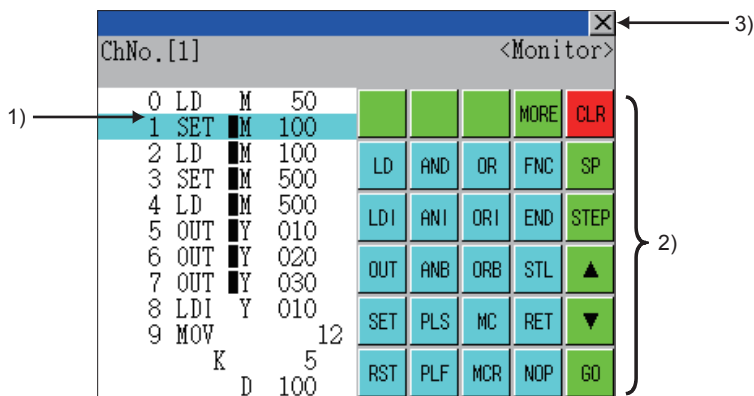 3)
ChNo.[1] <Monitor>
1)
0 LD M 50
1 SET M 100
2 LD M 100
3 SET M 500
4 LD M 500
5 OUT Y 010
6 OUT Y 020
7 OUT Y 030
8 LDI Y 010
9 MOV 12
K 5
D 100
MORE CLR
LD AND OR FNC SP
LDI ANI ORI END STEP
OUT ANB ORB STL ▲
SET PLS MC RET ▼
RST PLF MCR NOP GO
2)